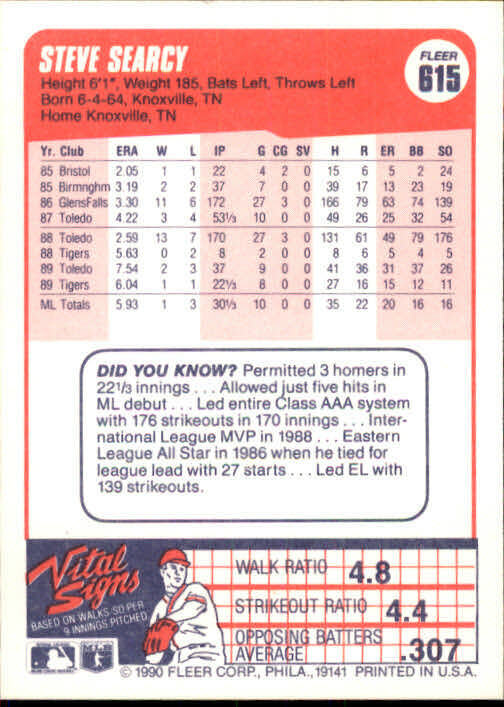 STEVE SEARCY
FLEER
615
Height 6'1", Weight 185, Bats Left, Throws Left
Born 6-4-64, Knoxville, TN
Home Knoxville, TN
Yr. Club ERA W L IP G CG SV H R ER BB SO
85 Bristol 2.05 1 1 22 4 2 0 15 6 5 2 24
85 Birmnghm 3.19 2 2 37 7 0 0 39 17 13 23 19
86 GlensFalls 3.30 11 6 172 27 3 0 166 79 63 74 139
87 Toledo 4.22 3 4 53⅓ 10 0 0 49 26 25 32 54
88 Toledo 2.59 13 7 170 27 3 0 131 61 49 79 176
88 Tigers 5.63 0 2 8 2 0 0 8 6 5 4 5
89 Toledo 7.54 2 3 37 9 0 0 41 36 31 37 26
89 Tigers 6.04 1 1 22⅓ 8 0 0 27 16 15 12 11
ML Totals 5.93 1 3 30⅓ 10 0 0 35 22 20 16 16
DID YOU KNOW? Permitted 3 homers in
22⅓ innings . . . Allowed just five hits in
ML debut . . . Led entire Class AAA system
with 176 strikeouts in 170 innings . . . Inter-
national League MVP in 1988 . . . Eastern
League All Star in 1986 when he tied for
league lead with 27 starts . . . Led EL with
139 strikeouts.
Vital
Signs
BASED ON WALKS-SO PER
9 INNINGS PITCHED
WALK RATIO 4.8
STRIKEOUT RATIO 4.4
OPPOSING BATTERS
AVERAGE .307
© 1990 FLEER CORP., PHILA., 19141 PRINTED IN U.S.A.